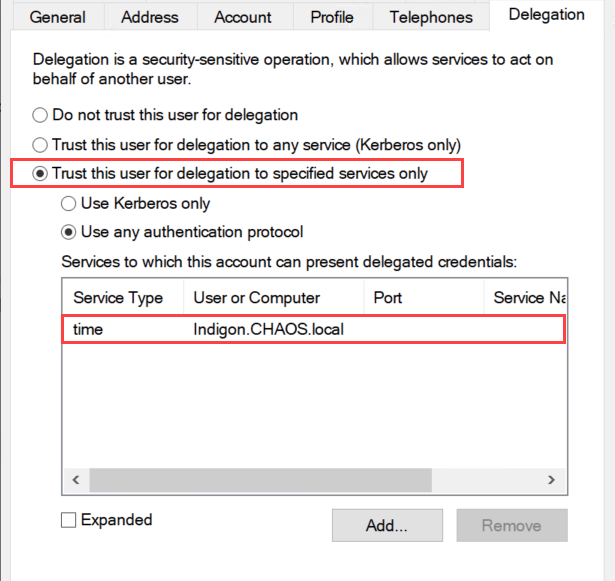 General Address Account Profile Telephones Delegation
Delegation is a security-sensitive operation, which allows services to act on
behalf of another user.
Do not trust this user for delegation
Trust this user for delegation to any service (Kerberos only)
Trust this user for delegation to specified services only
Use Kerberos only
Use any authentication protocol
Services to which this account can present delegated credentials:
Service Type User or Computer Port Service Na
time Indigon.CHAOS.local
Expanded Add... Remove